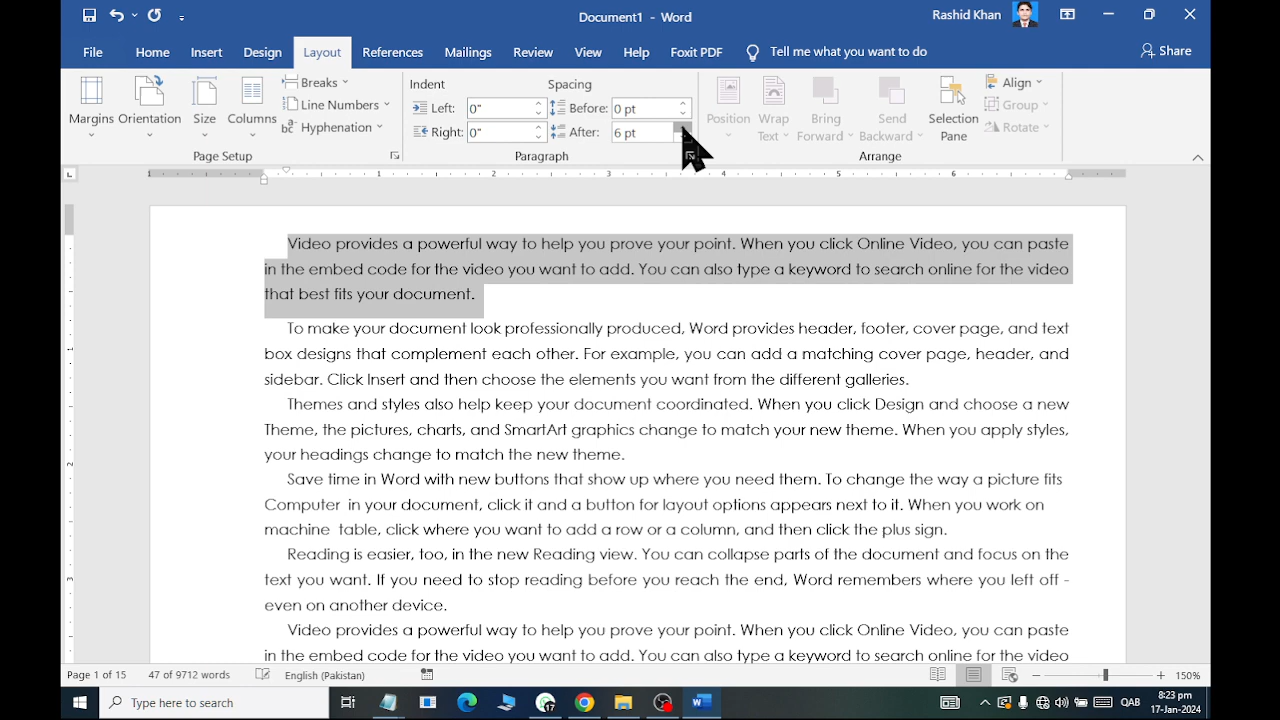 Document1 - Word
Rashid Khan
File Home Insert Design Layout References Mailings Review View Help Foxit PDF Tell me what you want to do Share
Margins Orientation Size Columns
Breaks
Line Numbers
Hyphenation
Page Setup
Indent Spacing
Left: 0" Before: 0 pt
Right: 0" After: 6 pt
Paragraph
Position Wrap Text Bring Forward Send Backward Selection Pane
Align
Group
Rotate
Arrange
1 1 2 3 4 5 6
Video provides a powerful way to help you prove your point. When you click Online Video, you can paste
in the embed code for the video you want to add. You can also type a keyword to search online for the video
that best fits your document.
To make your document look professionally produced, Word provides header, footer, cover page, and text
box designs that complement each other. For example, you can add a matching cover page, header, and
sidebar. Click Insert and then choose the elements you want from the different galleries.
Themes and styles also help keep your document coordinated. When you click Design and choose a new
Theme, the pictures, charts, and SmartArt graphics change to match your new theme. When you apply styles,
your headings change to match the new theme.
Save time in Word with new buttons that show up where you need them. To change the way a picture fits
Computer in your document, click it and a button for layout options appears next to it. When you work on
machine table, click where you want to add a row or a column, and then click the plus sign.
Reading is easier, too, in the new Reading view. You can collapse parts of the document and focus on the
text you want. If you need to stop reading before you reach the end, Word remembers where you left off -
even on another device.
Video provides a powerful way to help you prove your point. When you click Online Video, you can paste
in the embed code for the video you want to add. You can also type a keyword to search online for the video
1
2
3
Page 1 of 15 47 of 9712 words English (Pakistan) 150%
Type here to search
17
QAB
8:23 pm
17-Jan-2024